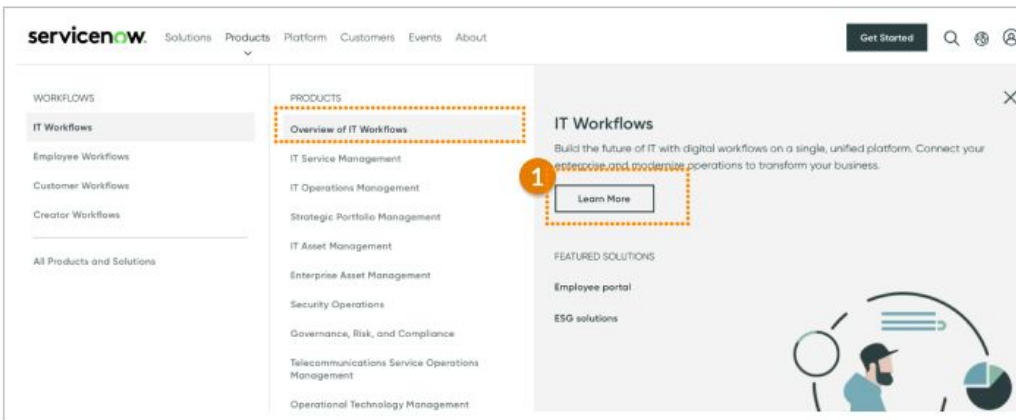 servicenow.
Solutions Products Platform Customers Events About
Get Started
WORKFLOWS
IT Workflows
Employee Workflows
Customer Workflows
Creator Workflows
All Products and Solutions
PRODUCTS
Overview of IT Workflows
IT Service Management
IT Operations Management
Strategic Portfolio Management
IT Asset Management
Enterprise Asset Management
Security Operations
Governance, Risk, and Compliance
Telecommunications Service Operations
Management
Operational Technology Management
IT Workflows
Build the future of IT with digital workflows on a single, unified platform. Connect your
enterprise and modernize operations to transform your business.
1
Learn More
FEATURED SOLUTIONS
Employee portal
ESG solutions